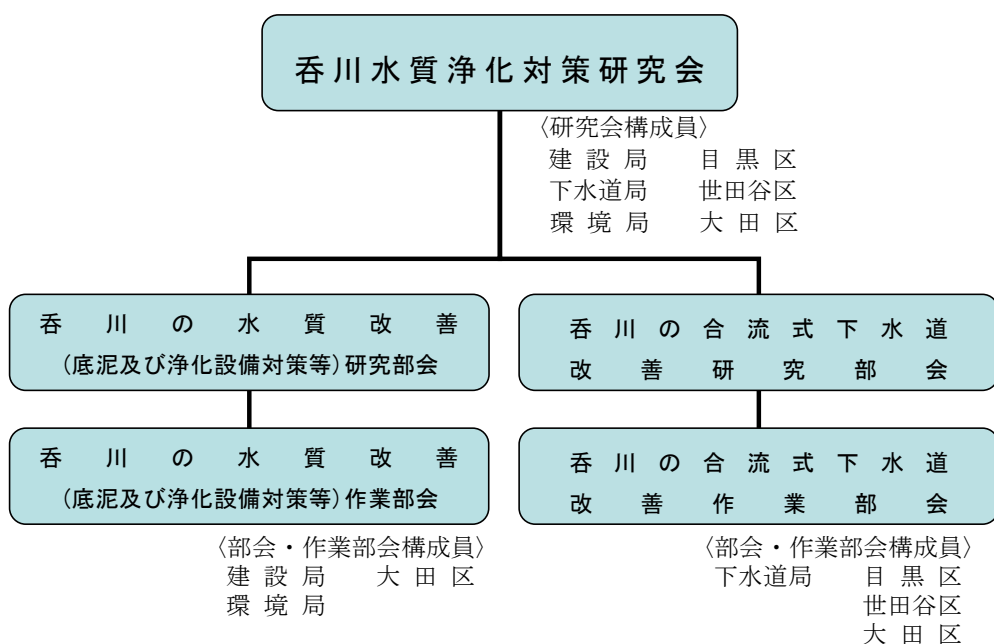 呑川水質浄化対策研究会
〈研究会構成員〉
建設局 目黒区
下水道局 世田谷区
環境局 大田区
呑川の水質改善
(底泥及び浄化設備対策等)研究部会
呑川の合流式下水道
改善研究部会
呑川の水質改善
(底泥及び浄化設備対策等)作業部会
呑川の合流式下水道
改善作業部会
〈部会・作業部会構成員〉
建設局 大田区
環境局
〈部会・作業部会構成員〉
下水道局 目黒区
世田谷区
大田区